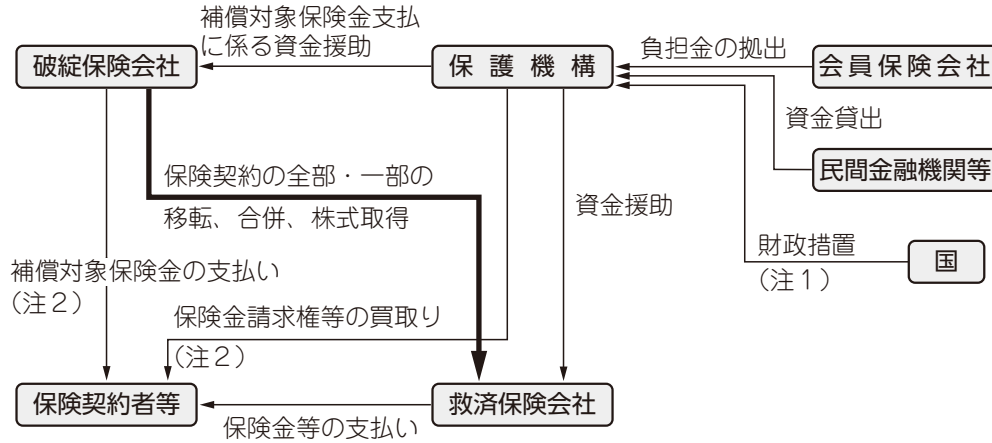 補償対象保険金支払
に係る資金援助
破綻保険会社
保護機構
負担金の拠出
会員保険会社
資金貸出
民間金融機関等
保険契約の全部・一部の
移転、合併、株式取得
資金援助
財政措置
（注１）
国
補償対象保険金の支払い
（注２）
保険金請求権等の買取り
（注２）
保険契約者等
救済保険会社
保険金等の支払い